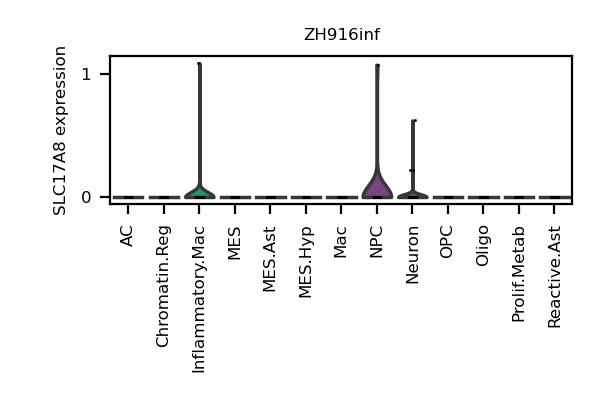 ZH916inf
SLC17A8 expression
1
0
AC
Chromatin.Reg
Inflammatory.Mac
MES
MES.Ast
MES.Hyp
Mac
NPC
Neuron
OPC
Oligo
Prolif.Metab
Reactive.Ast